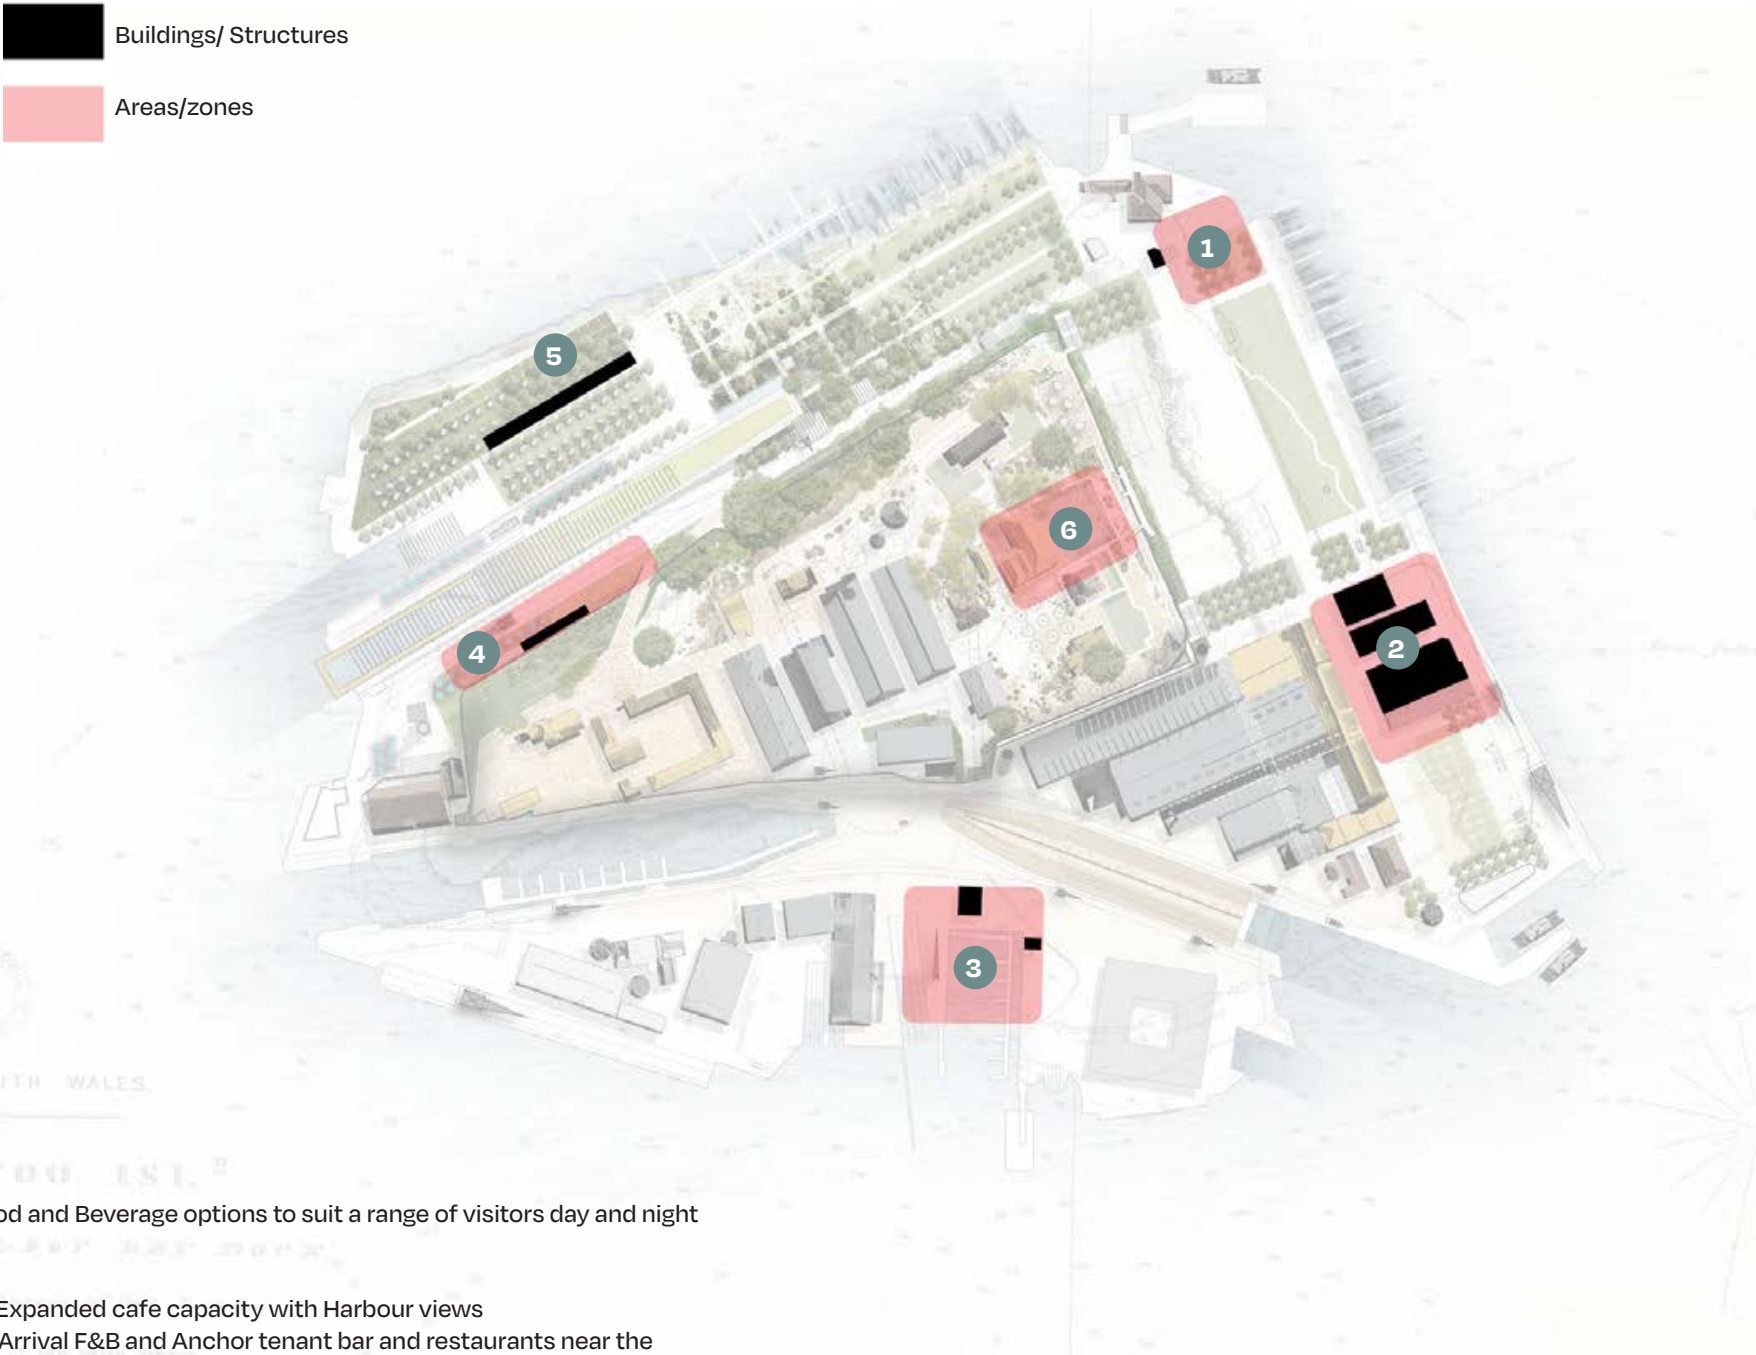 Buildings/ Structures
Areas/zones
1
5
6
2
4
3
WALES.
ISL.D
od and Beverage options to suit a range of visitors day and night
Expanded cafe capacity with Harbour views
Arrival F&B and Anchor tenant bar and restaurants near the